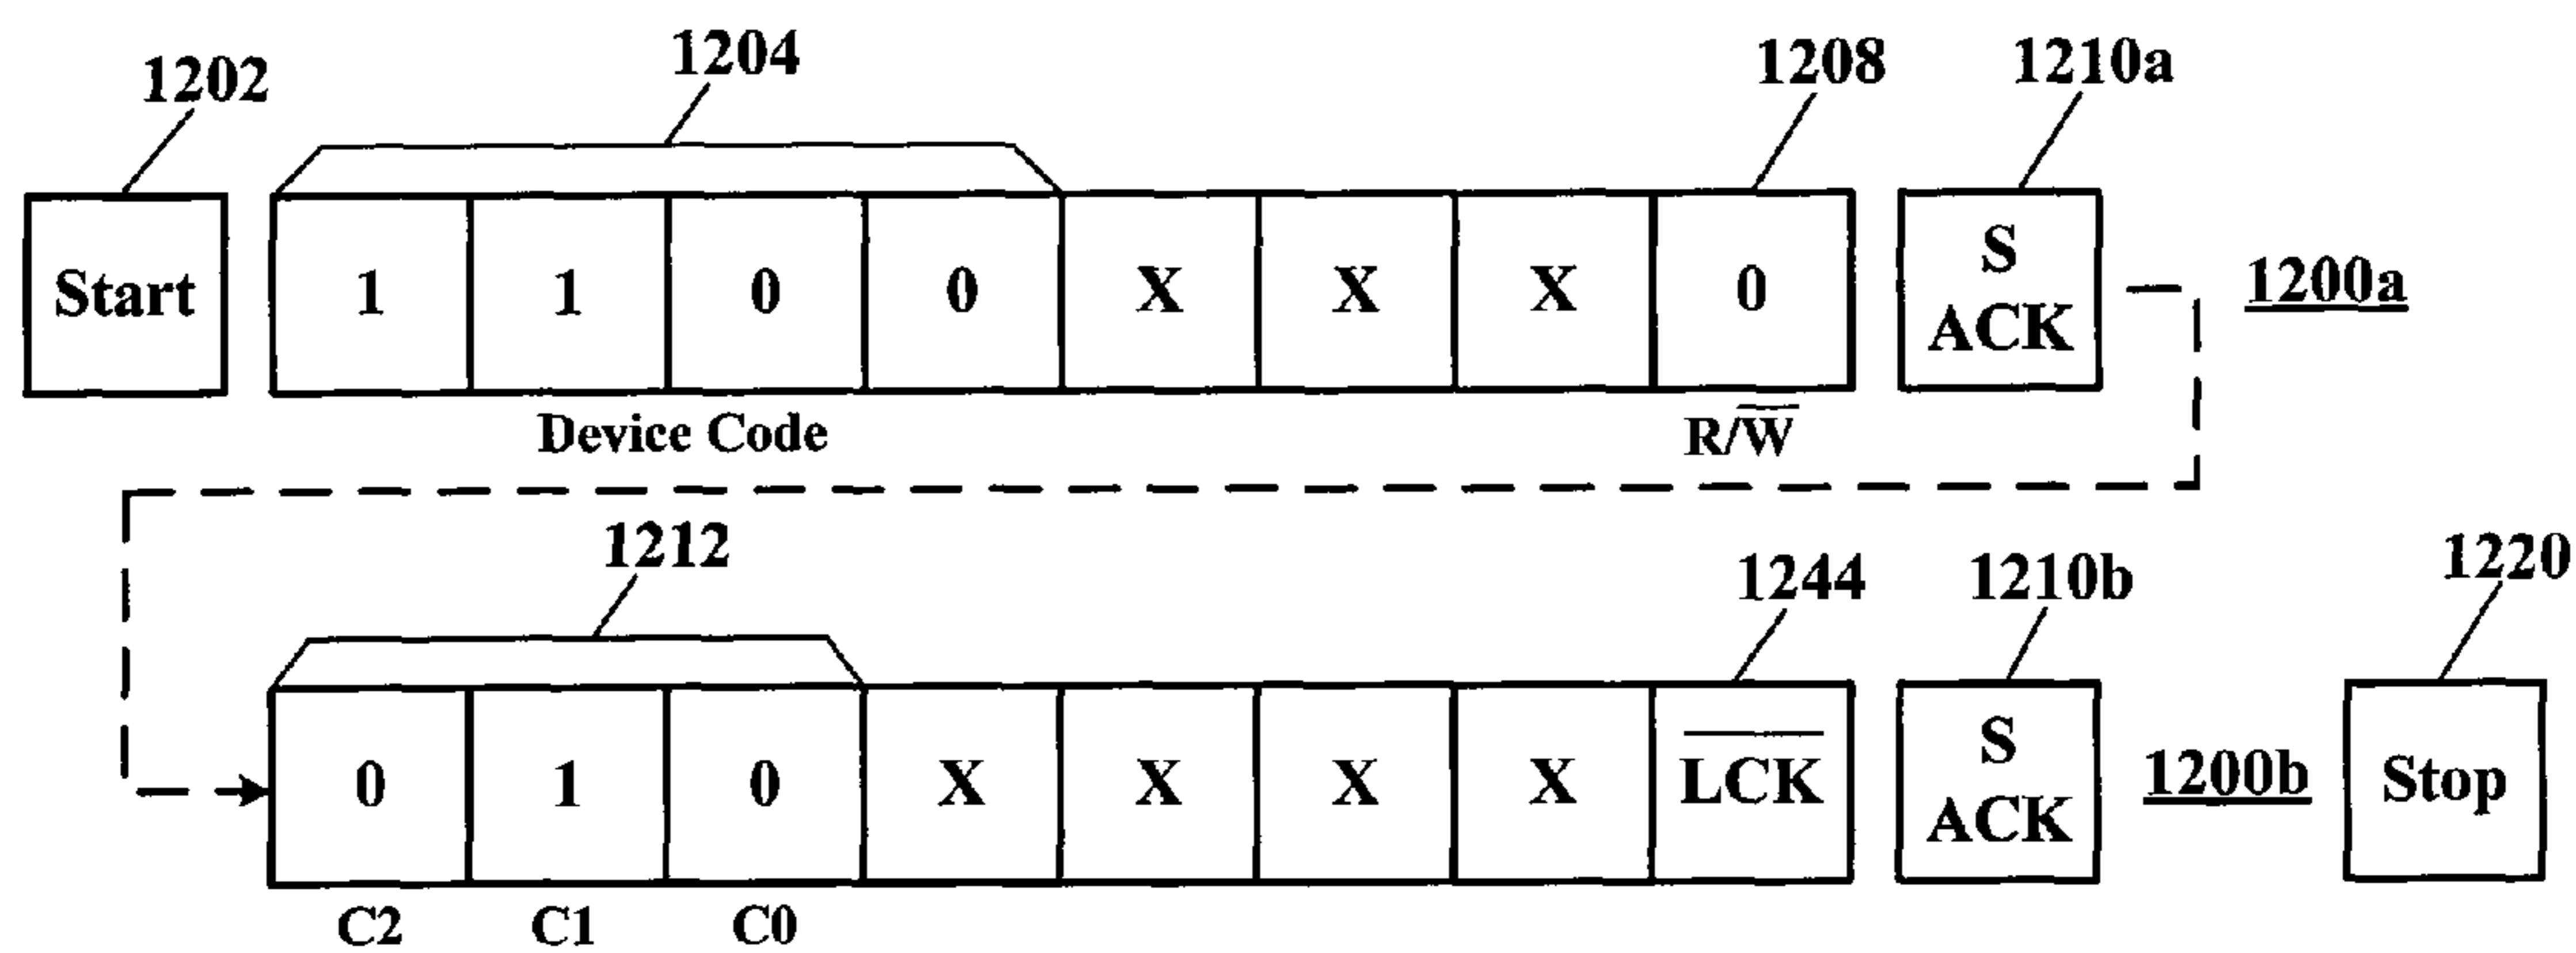 1202 1204 1208 1210a
Start 1 1 0 0 X X X 0 S ACK 1200a
Device Code R/W̅
1212 1244 1210b 1220
0 1 0 X X X X L̅C̅K̅ S ACK 1200b Stop
C2 C1 C0